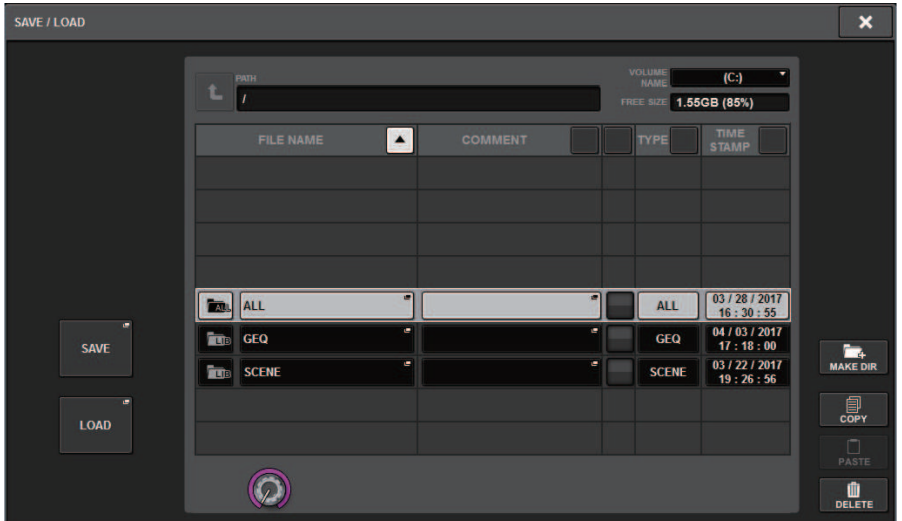 SAVE / LOAD
PATH
/
VOLUME
NAME
(C:)
FREE SIZE
1.55GB (85%)
FILE NAME
COMMENT
TYPE
TIME
STAMP
ALL
ALL
ALL
03 / 28 / 2017
16 : 30 : 55
LIB
GEQ
GEQ
04 / 03 / 2017
17 : 18 : 00
LIB
SCENE
SCENE
03 / 22 / 2017
19 : 26 : 56
SAVE
LOAD
MAKE DIR
COPY
PASTE
DELETE